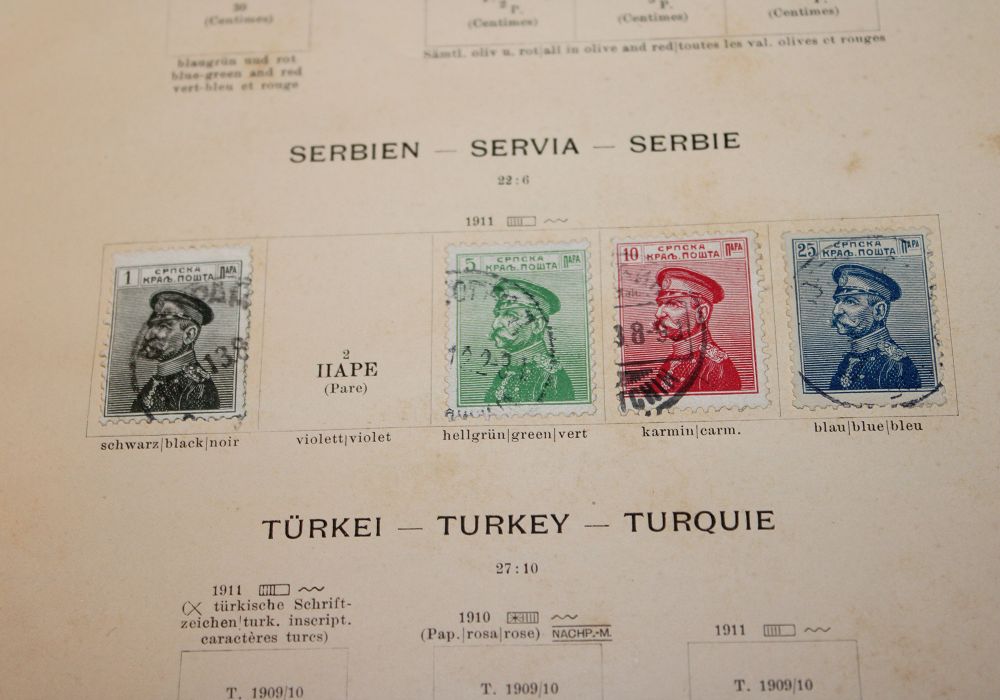 30
(Centimes)
P.
(Centimes)
P.
(Centimes)
P.
(Centimes)
blaugrün und rot
blue-green and red
vert-bleu et rouge
Sämtl. oliv u. rot|all in olive and red|toutes les val. olives et rouges
SERBIEN — SERVIA — SERBIE
22:6
1911
1 СРПСКА ПАРА
КРАЉ. ПОШТА
2
ПАРЕ
(Pare)
5 СРПСКА ПАРА
КРАЉ. ПОШТА
10 СРПСКА ПАРА
КРАЉ. ПОШТА
25 СРПСКА ПАРА
КРАЉ. ПОШТА
schwarz|black|noir
violett|violet
hellgrün|green|vert
karmin|carm.
blau|blue|bleu
TÜRKEI — TURKEY — TURQUIE
27:10
1911
(× türkische Schrift-
zeichen|turk. inscript.
caractères turcs)
1910
(Pap.|rosa|rose) NACHP.-M.
1911
T. 1909/10
T. 1909/10
T. 1909/10